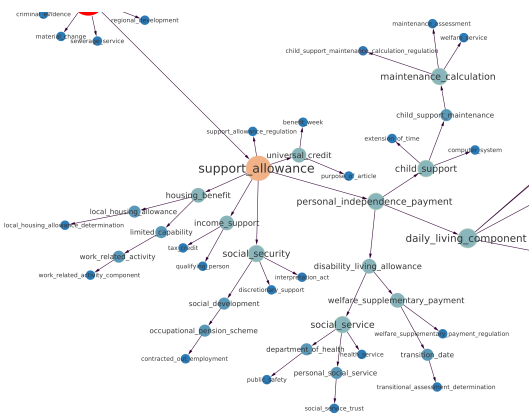 criminal_evidence
regional_development
material_change
sewerage_service
maintenance_assessment
welfare_service
child_support_maintenance_calculation_regulation
maintenance_calculation
benefit_week
child_support_maintenance
support_allowance_regulation
extension_of_time
computer_system
universal_credit
support_allowance
purpose_of_article
child_support
housing_benefit
personal_independence_payment
local_housing_allowance
local_housing_allowance_determination
income_support
limited_capability
daily_living_component
tax_credit
social_security
work_related_activity
qualifying_person
disability_living_allowance
work_related_activity_component
interpretation_act
discretionary_support
social_development
welfare_supplementary_payment
occupational_pension_scheme
social_service
welfare_supplementary_payment_regulation
department_of_health
health_service
transition_date
contracted_out_employment
personal_social_service
public_safety
transitional_assessment_determination
social_service_trust